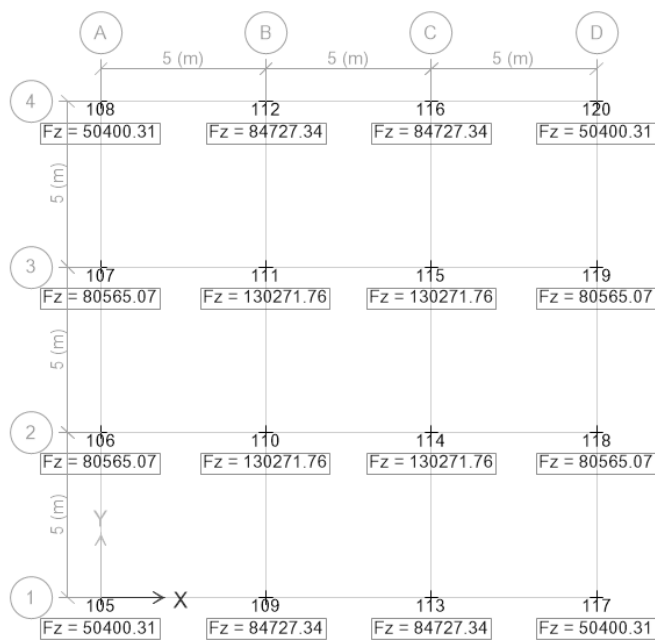 A B C D
5 (m) 5 (m) 5 (m)
4
108 112 116 120
Fz = 50400.31 Fz = 84727.34 Fz = 84727.34 Fz = 50400.31
5 (m)
3
107 111 115 119
Fz = 80565.07 Fz = 130271.76 Fz = 130271.76 Fz = 80565.07
5 (m)
2
106 110 114 118
Fz = 80565.07 Fz = 130271.76 Fz = 130271.76 Fz = 80565.07
5 (m)
Y
1
X
105 109 113 117
Fz = 50400.31 Fz = 84727.34 Fz = 84727.34 Fz = 50400.31